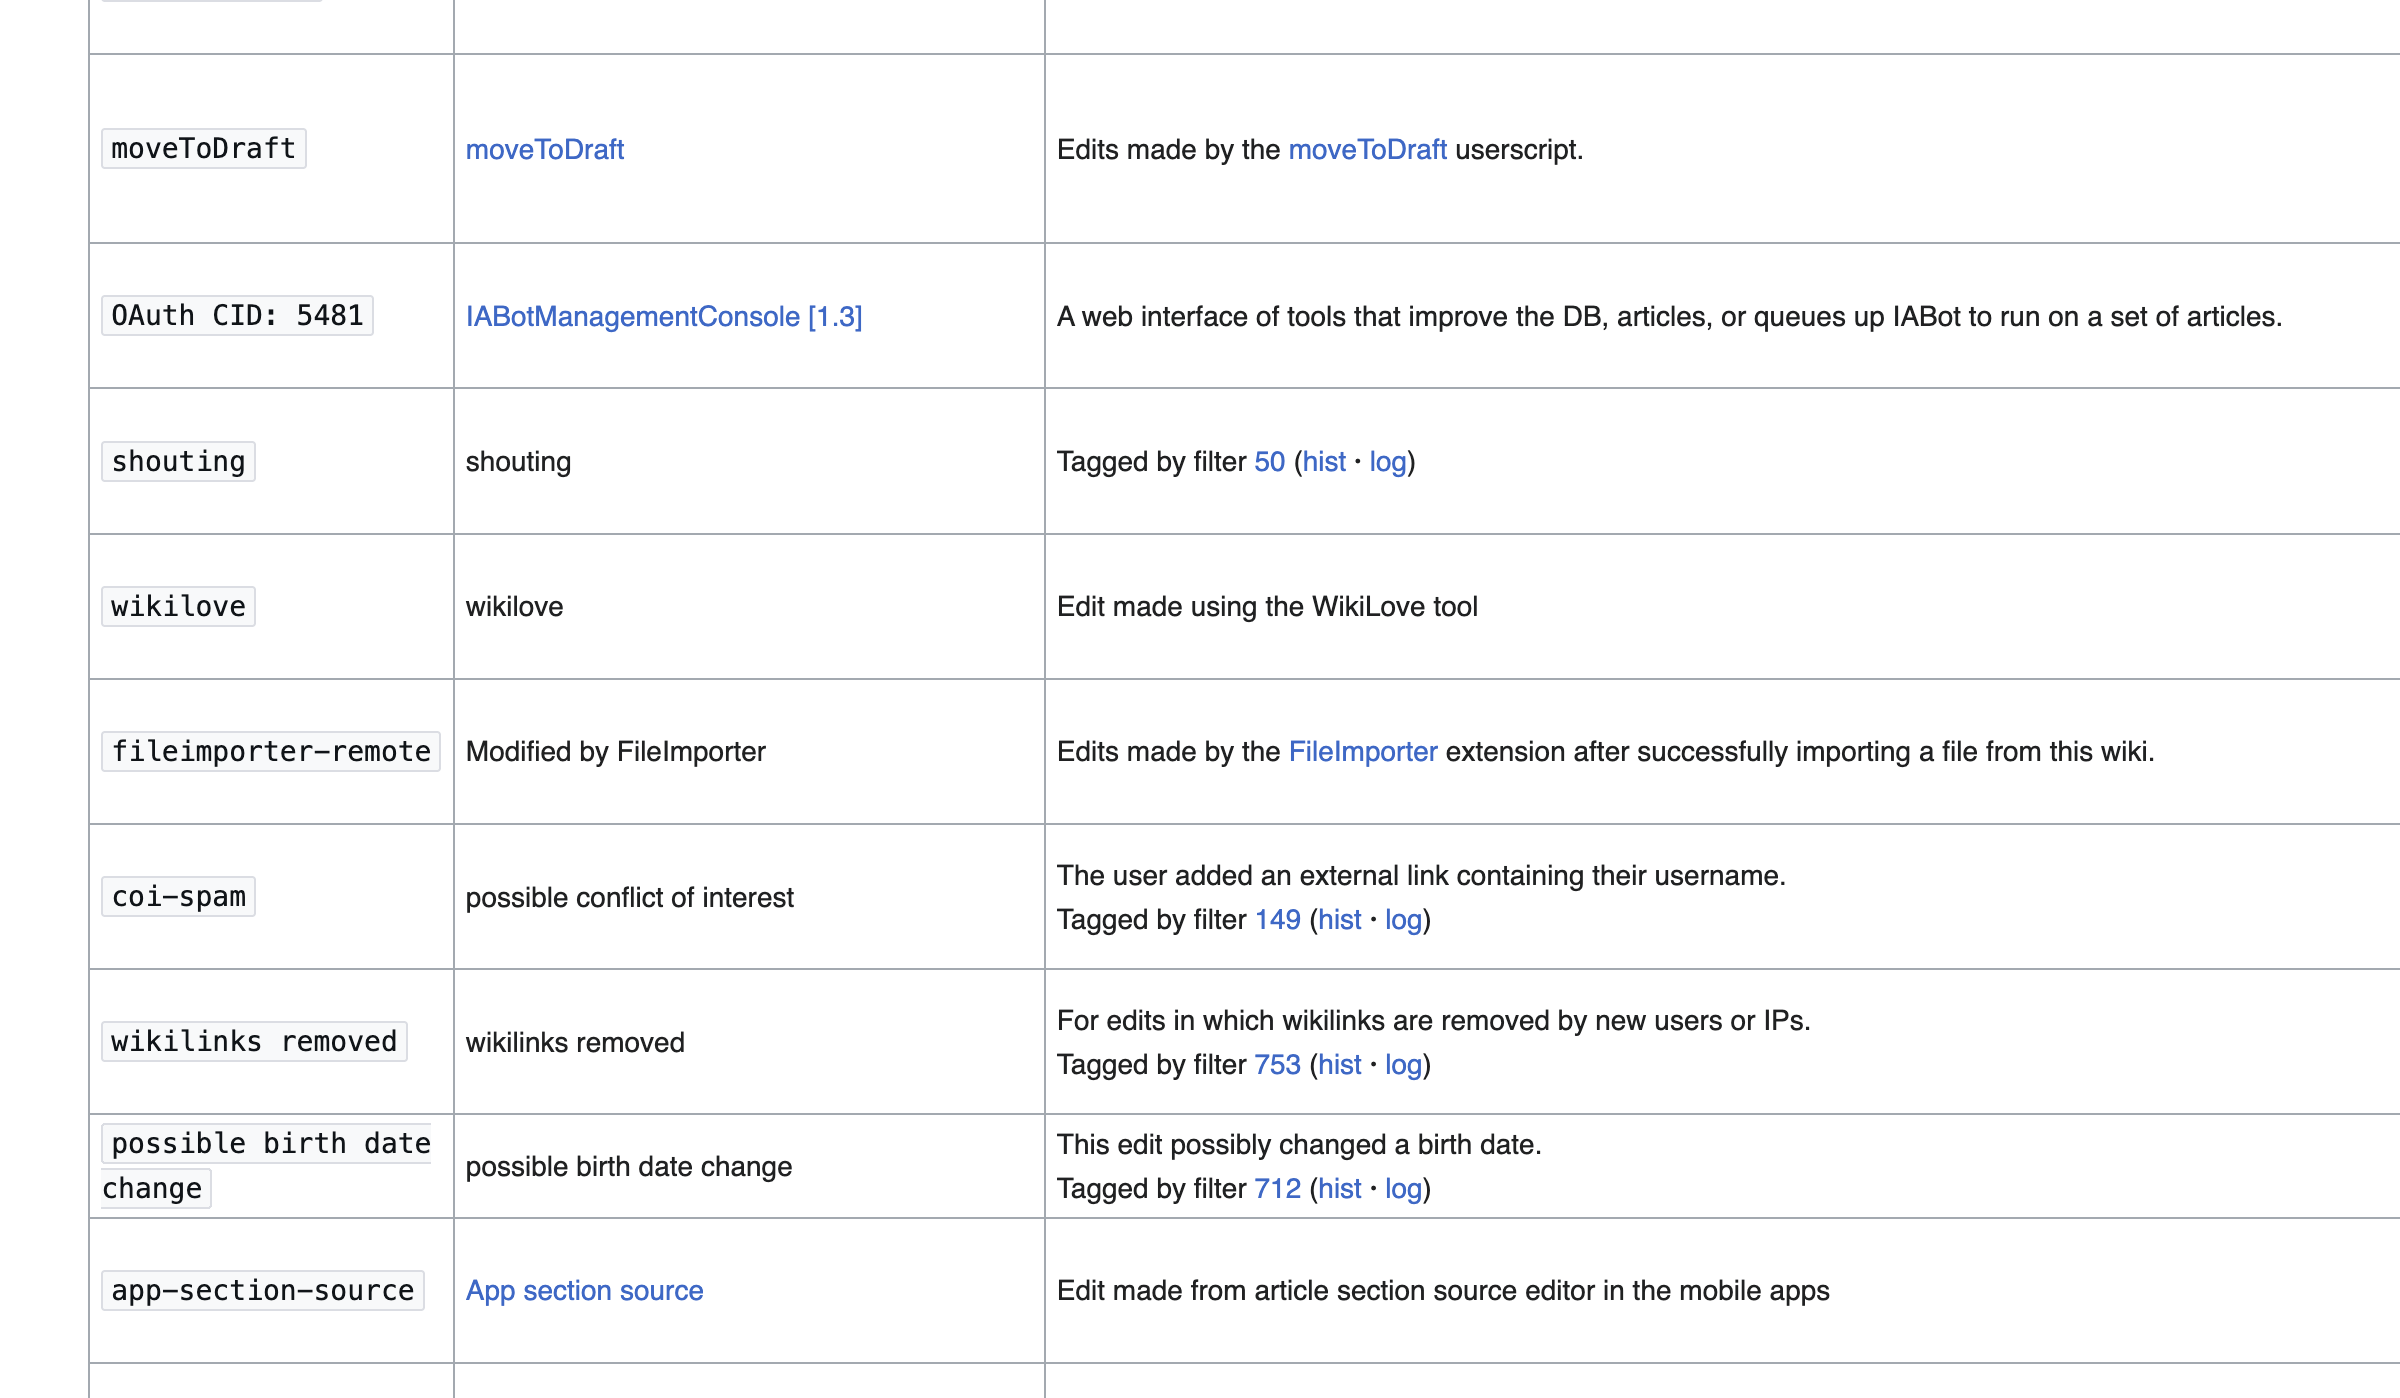 moveToDraft moveToDraft Edits made by the moveToDraft userscript.
OAuth CID: 5481 IABotManagementConsole [1.3] A web interface of tools that improve the DB, articles, or queues up IABot to run on a set of articles.
shouting shouting Tagged by filter 50 (hist · log)
wikilove wikilove Edit made using the WikiLove tool
fileimporter-remote Modified by FileImporter Edits made by the FileImporter extension after successfully importing a file from this wiki.
coi-spam possible conflict of interest The user added an external link containing their username.
Tagged by filter 149 (hist · log)
wikilinks removed wikilinks removed For edits in which wikilinks are removed by new users or IPs.
Tagged by filter 753 (hist · log)
possible birth date
change
possible birth date change
This edit possibly changed a birth date.
Tagged by filter 712 (hist · log)
app-section-source App section source Edit made from article section source editor in the mobile apps